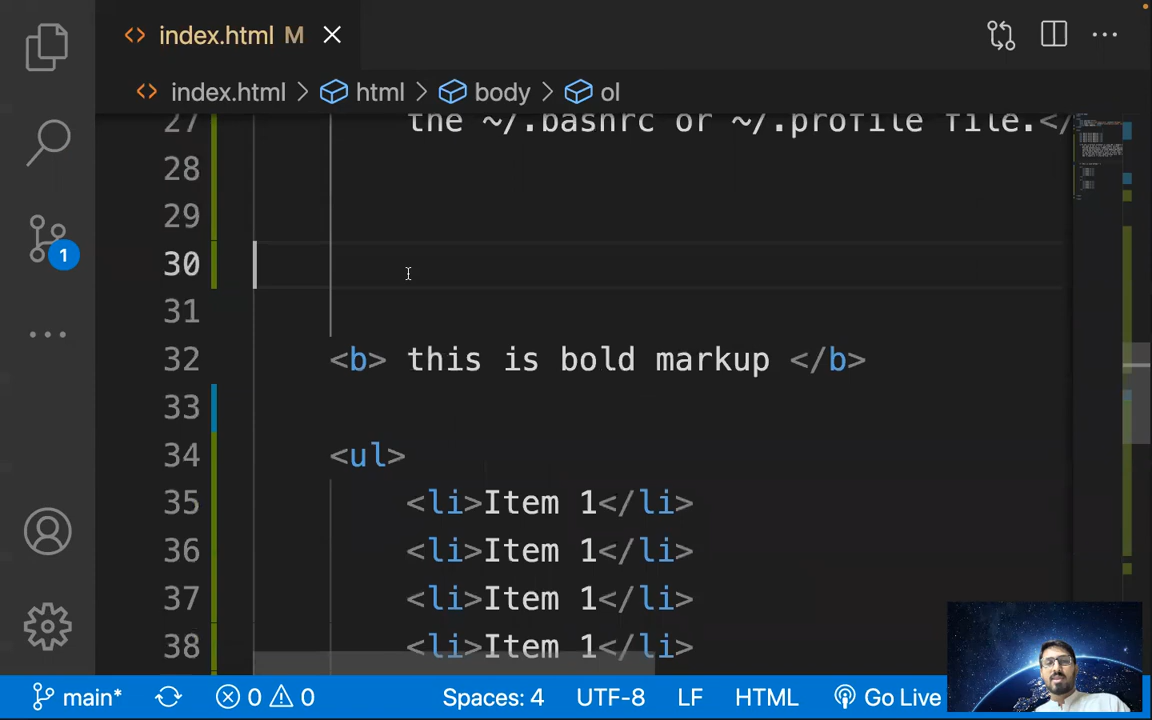 index.html M
index.html > html > body > ol
27 the ~/.bashrc or ~/.profile file.</
28
29
30
31
32 <b> this is bold markup </b>
33
34 <ul>
35 <li>Item 1</li>
36 <li>Item 1</li>
37 <li>Item 1</li>
38 <li>Item 1</li>
1
main* 0 0 Spaces: 4 UTF-8 LF HTML Go Live